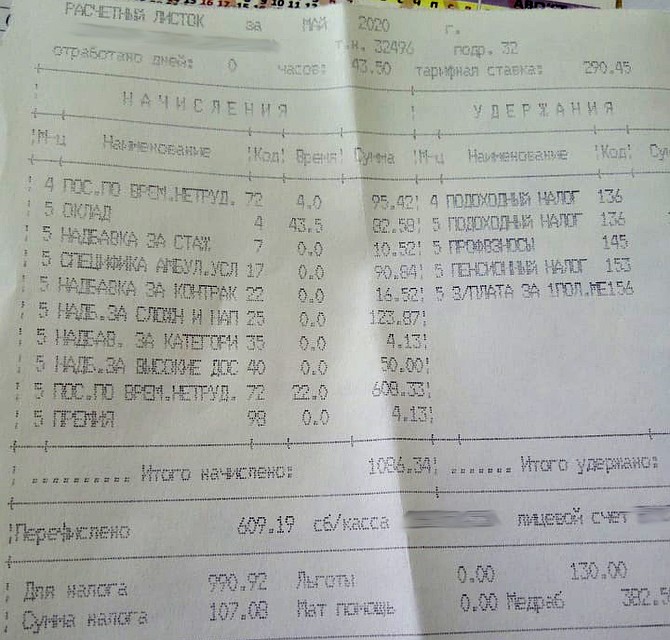 РАСЧЕТНЫЙ ЛИСТОК за МАЙ 2020 г.
т.н. 32496 подр. 32
отработано дней: 0 часов: 43.50 тарифная ставка: 290.45
НАЧИСЛЕНИЯ УДЕРЖАНИЯ
М-ц Наименование Код Время Сумма М-ц Наименование Код
4 ПОС.ПО ВРЕМ.НЕТРУД. 72 4.0 95.42 4 ПОДОХОДНЫЙ НАЛОГ 136
5 ОКЛАД 4 43.5 82.58 5 ПОДОХОДНЫЙ НАЛОГ 136
5 НАДБАВКА ЗА СТАЖ 7 0.0 10.52 5 ПРОФВЗНОСЫ 145
5 СПЕЦИФИКА АМБУЛ.УСЛ 17 0.0 90.84 5 ПЕНСИОННЫЙ НАЛОГ 153
5 НАДБАВКА ЗА КОНТРАК 22 0.0 16.52 5 З/ПЛАТА ЗА 1ПОЛ.МЕ156
5 НАДБ.ЗА СЛОЖН И НАП 25 0.0 123.87
5 НАДБАВ. ЗА КАТЕГОРИ 35 0.0 4.13
5 НАДБ.ЗА ВЫСОКИЕ ДОС 40 0.0 50.00
5 ПОС.ПО ВРЕМ.НЕТРУД. 72 22.0 608.33
5 ПРЕМИЯ 98 0.0 4.13
Итого начислено: 1086.34 Итого удержано:
Перечислено 609.19 сб/касса лицевой счет
Для налога 990.92 Льготы 0.00 130.00
Сумма налога 107.08 Мат помощь 0.00 Медраб